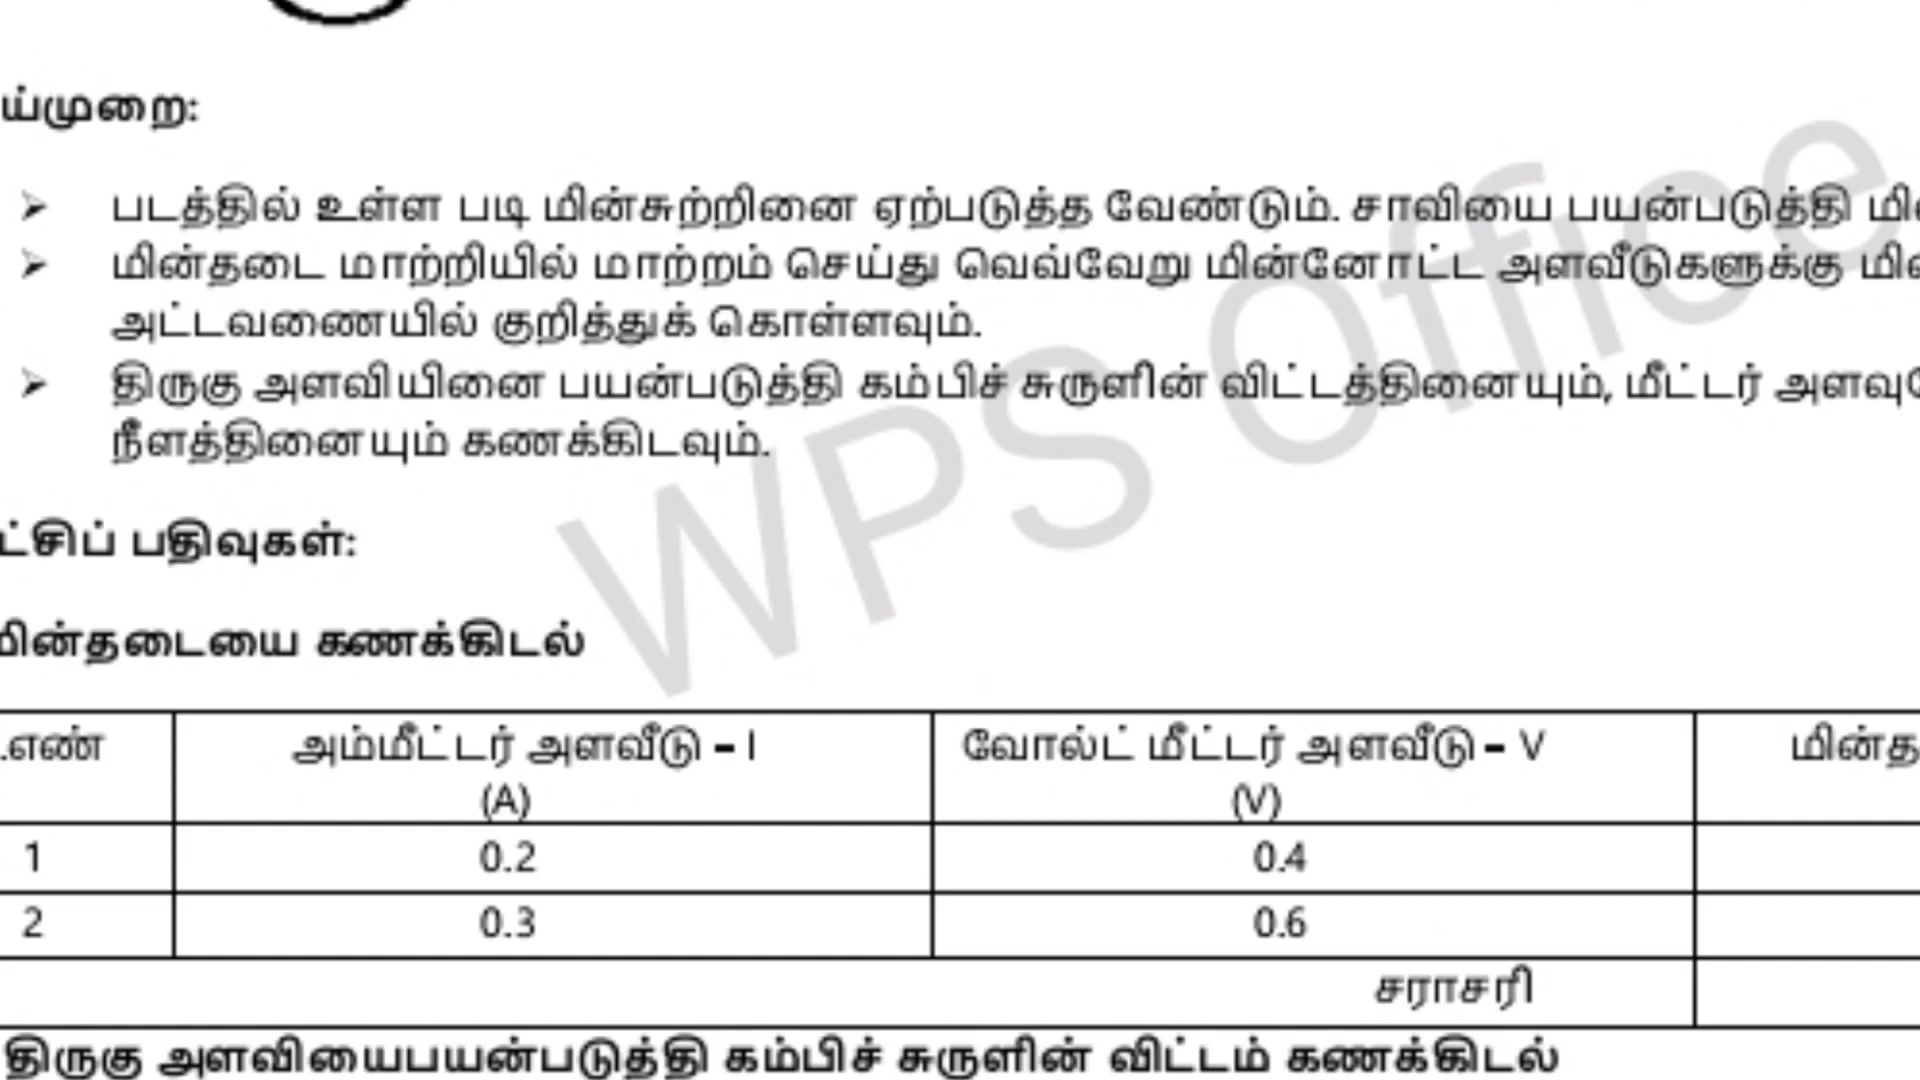 ய்முறை:
➢ படத்தில் உள்ள படி மின்சுற்றினை ஏற்படுத்த வேண்டும். சாவியை பயன்படுத்தி
➢ மின்தடை மாற்றியில் மாற்றம் செய்து வெவ்வேறு மின்னோட்ட அளவீடுகளுக்கு
அட்டவணையில் குறித்துக் கொள்ளவும்.
➢ திருகு அளவியினை பயன்படுத்தி கம்பிச் சுருளின் விட்டத்தினையும், மீட்டர்
நீளத்தினையும் கணக்கிடவும்.
ட்சிப் பதிவுகள்:
மின்தடையை கணக்கிடல்
.எண் அம்மீட்டர் அளவீடு – I வோல்ட் மீட்டர் அளவீடு – V மின்த
(A) (V)
1 0.2 0.4
2 0.3 0.6
சராசரி
திருகு அளவியைபயன்படுத்தி கம்பிச் சுருளின் விட்டம் கணக்கிடல்
WPS Office